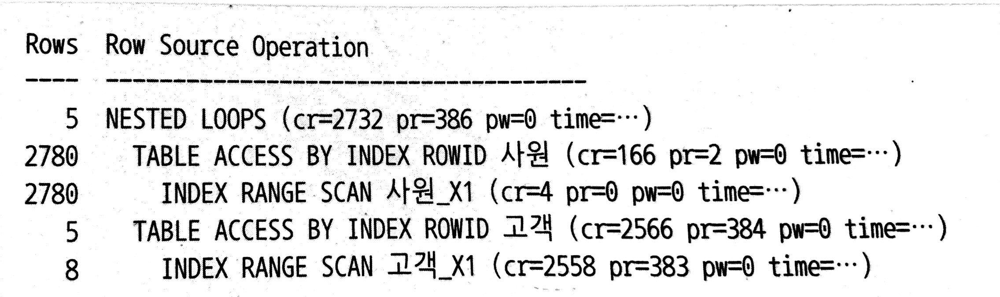 Rows  Row Source Operation
----  -------------------------------------
   5  NESTED LOOPS (cr=2732 pr=386 pw=0 time=…)
2780    TABLE ACCESS BY INDEX ROWID 사원 (cr=166 pr=2 pw=0 time=…)
2780      INDEX RANGE SCAN 사원_X1 (cr=4 pr=0 pw=0 time=…)
   5    TABLE ACCESS BY INDEX ROWID 고객 (cr=2566 pr=384 pw=0 time=…)
   8      INDEX RANGE SCAN 고객_X1 (cr=2558 pr=383 pw=0 time=…)